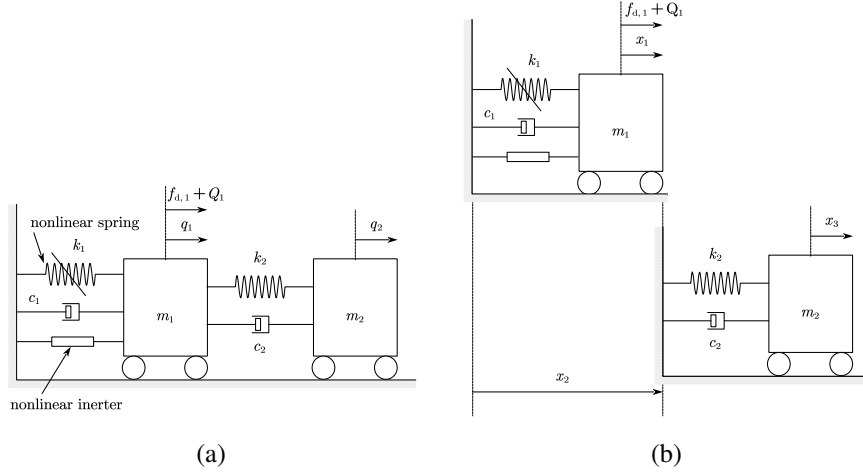 f_{d,1} + Q_1
q_1
q_2
nonlinear spring
k_1
k_2
c_1
m_1
m_2
c_2
nonlinear inerter
(a)
f_{d,1} + Q_1
x_1
k_1
c_1
m_1
x_3
k_2
m_2
c_2
x_2
(b)